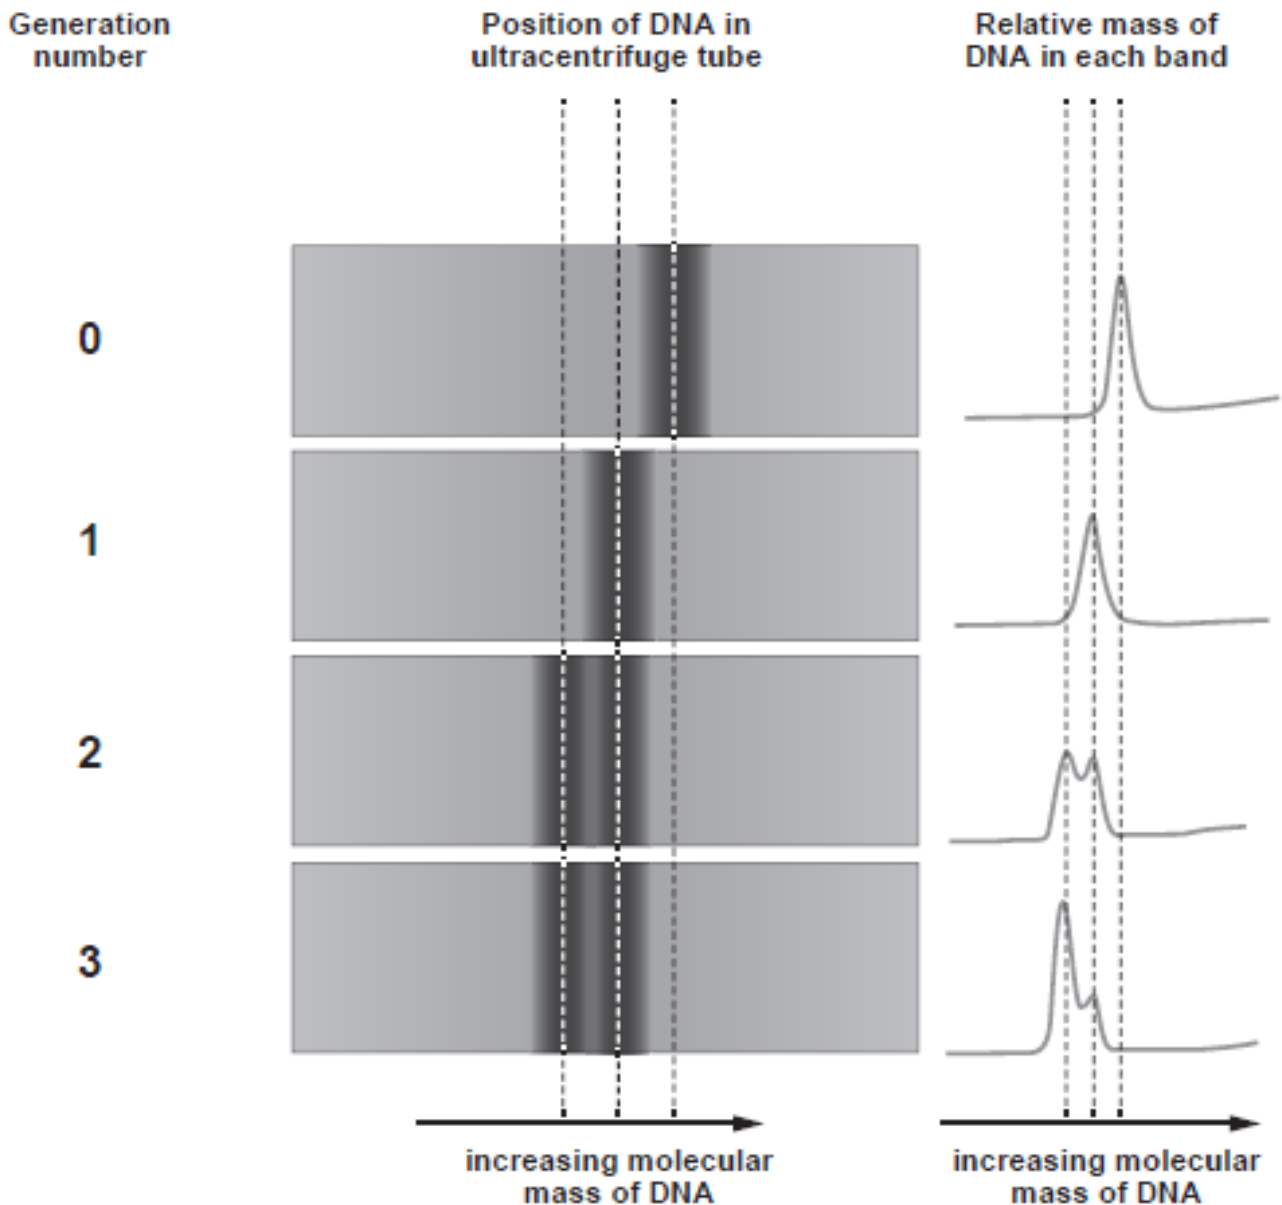 Generation
number
Position of DNA in
ultracentrifuge tube
Relative mass of
DNA in each band
0
1
2
3
increasing molecular
mass of DNA
increasing molecular
mass of DNA